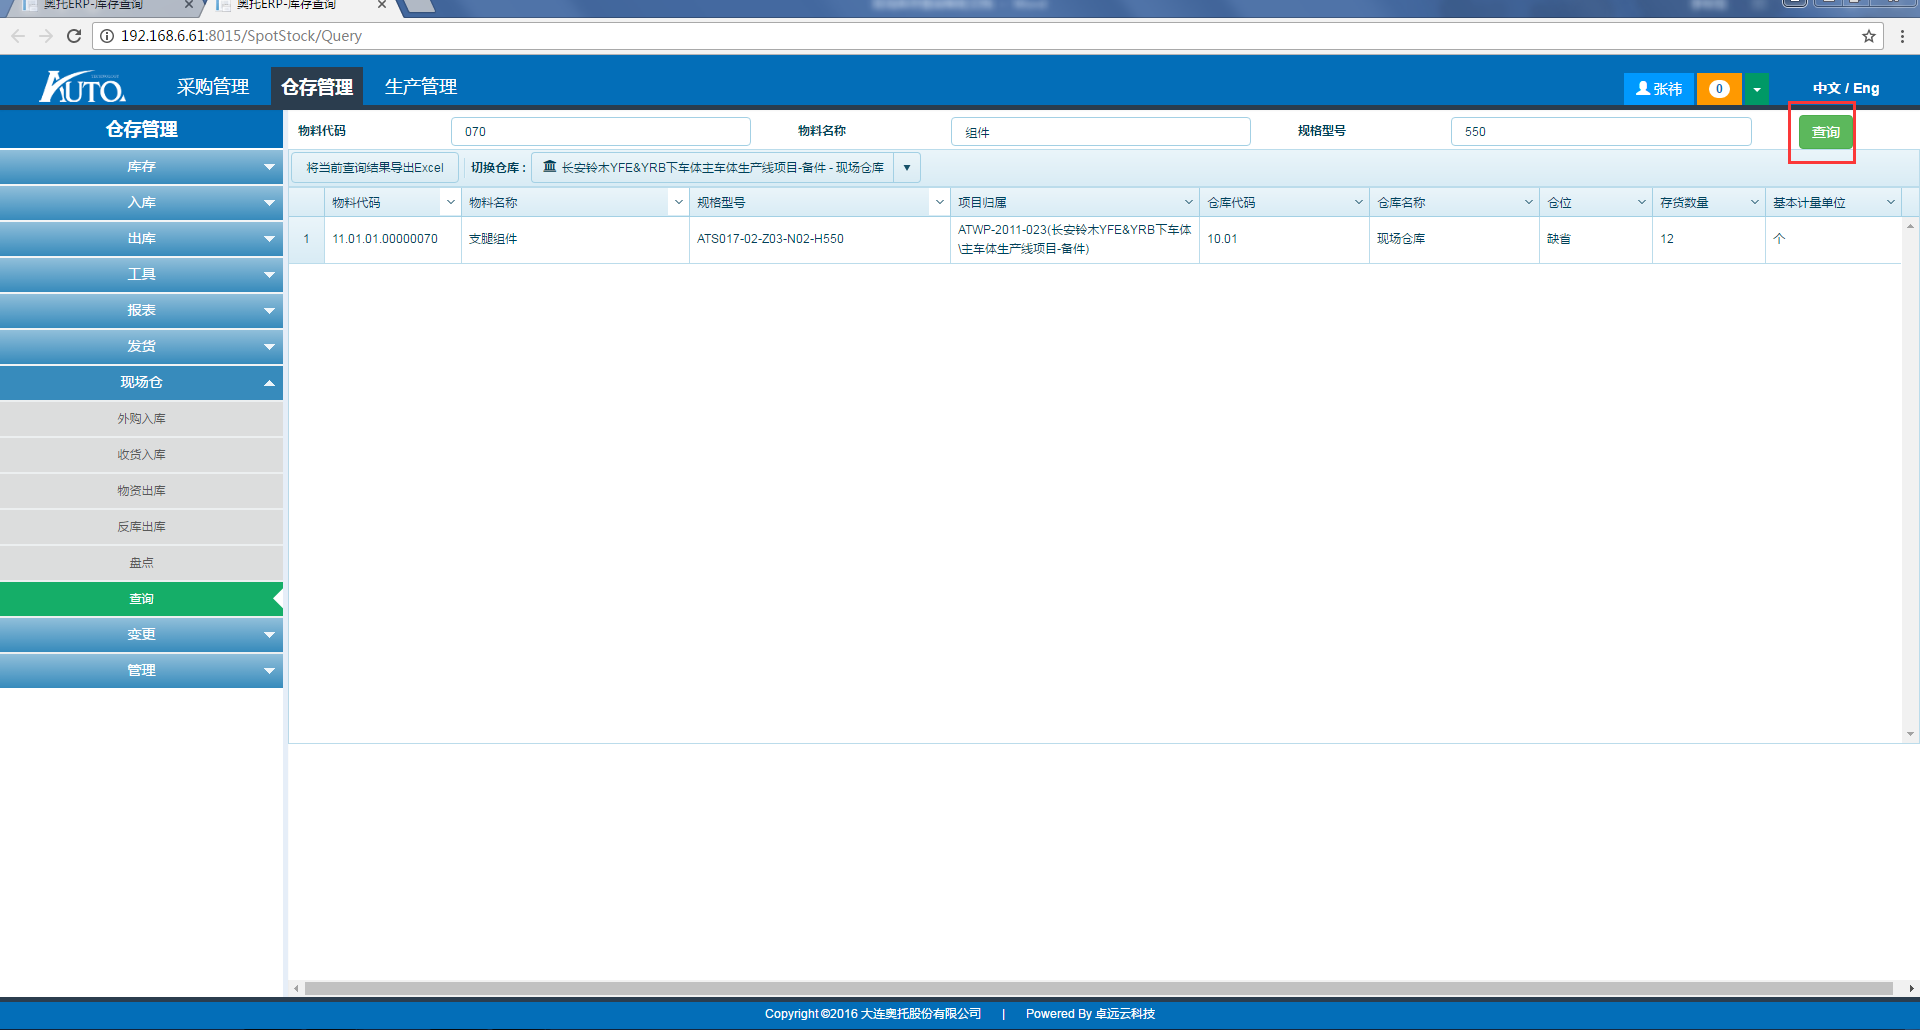 奥托ERP-库存查询
奥托ERP-库存查询
192.168.6.61:8015/SpotStock/Query
AUTO
采购管理
仓存管理
生产管理
张祎
0
中文 / Eng
仓存管理
库存
入库
出库
工具
报表
发货
现场仓
外购入库
收货入库
物资出库
反库出库
盘点
查询
变更
管理
物料代码 070 物料名称 组件 规格型号 550 查询
将当前查询结果导出Excel 切换仓库 : 长安铃木YFE&YRB下车体主车体生产线项目-备件 - 现场仓库
物料代码 物料名称 规格型号 项目归属 仓库代码 仓库名称 仓位 存货数量 基本计量单位
1 11.01.01.00000070 支腿组件 ATS017-02-Z03-N02-H550 ATWP-2011-023(长安铃木YFE&YRB下车体 10.01 现场仓库 缺省 12 个
\主车体生产线项目-备件)
Copyright ©2016 大连奥托股份有限公司 | Powered By 卓远云科技